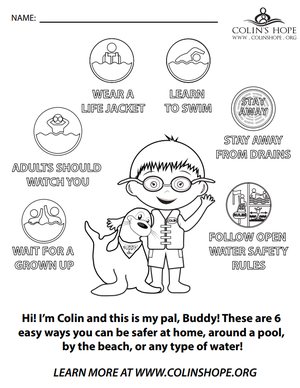 NAME:
COLIN'S HOPE
WWW.COLINSHOPE.ORG
WEAR A
LIFE JACKET
LEARN
TO SWIM
STAY
AWAY
STAY AWAY
FROM DRAINS
ADULTS SHOULD
WATCH YOU
WAIT FOR A
GROWN UP
FOLLOW OPEN
WATER SAFETY
RULES
Hi! I'm Colin and this is my pal, Buddy! These are 6
easy ways you can be safer at home, around a pool,
by the beach, or any type of water!
LEARN MORE AT WWW.COLINSHOPE.ORG